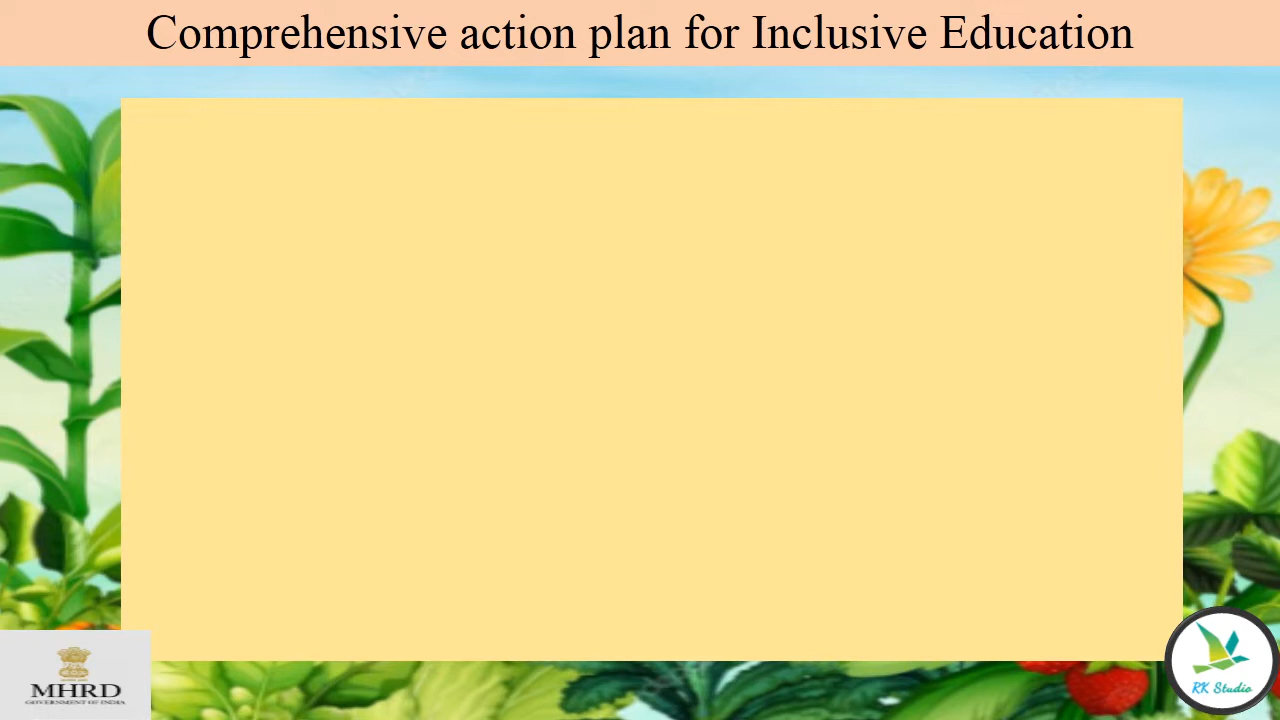 Comprehensive action plan for Inclusive Education
MHRD
GOVERNMENT OF INDIA
RK Studio